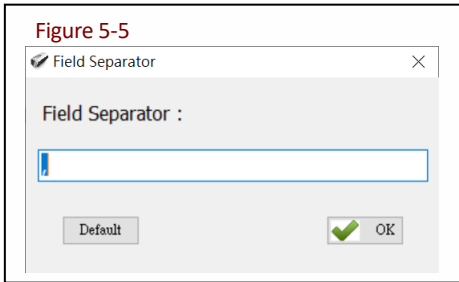 Figure 5-5
Field Separator
Field Separator :
,
Default
OK